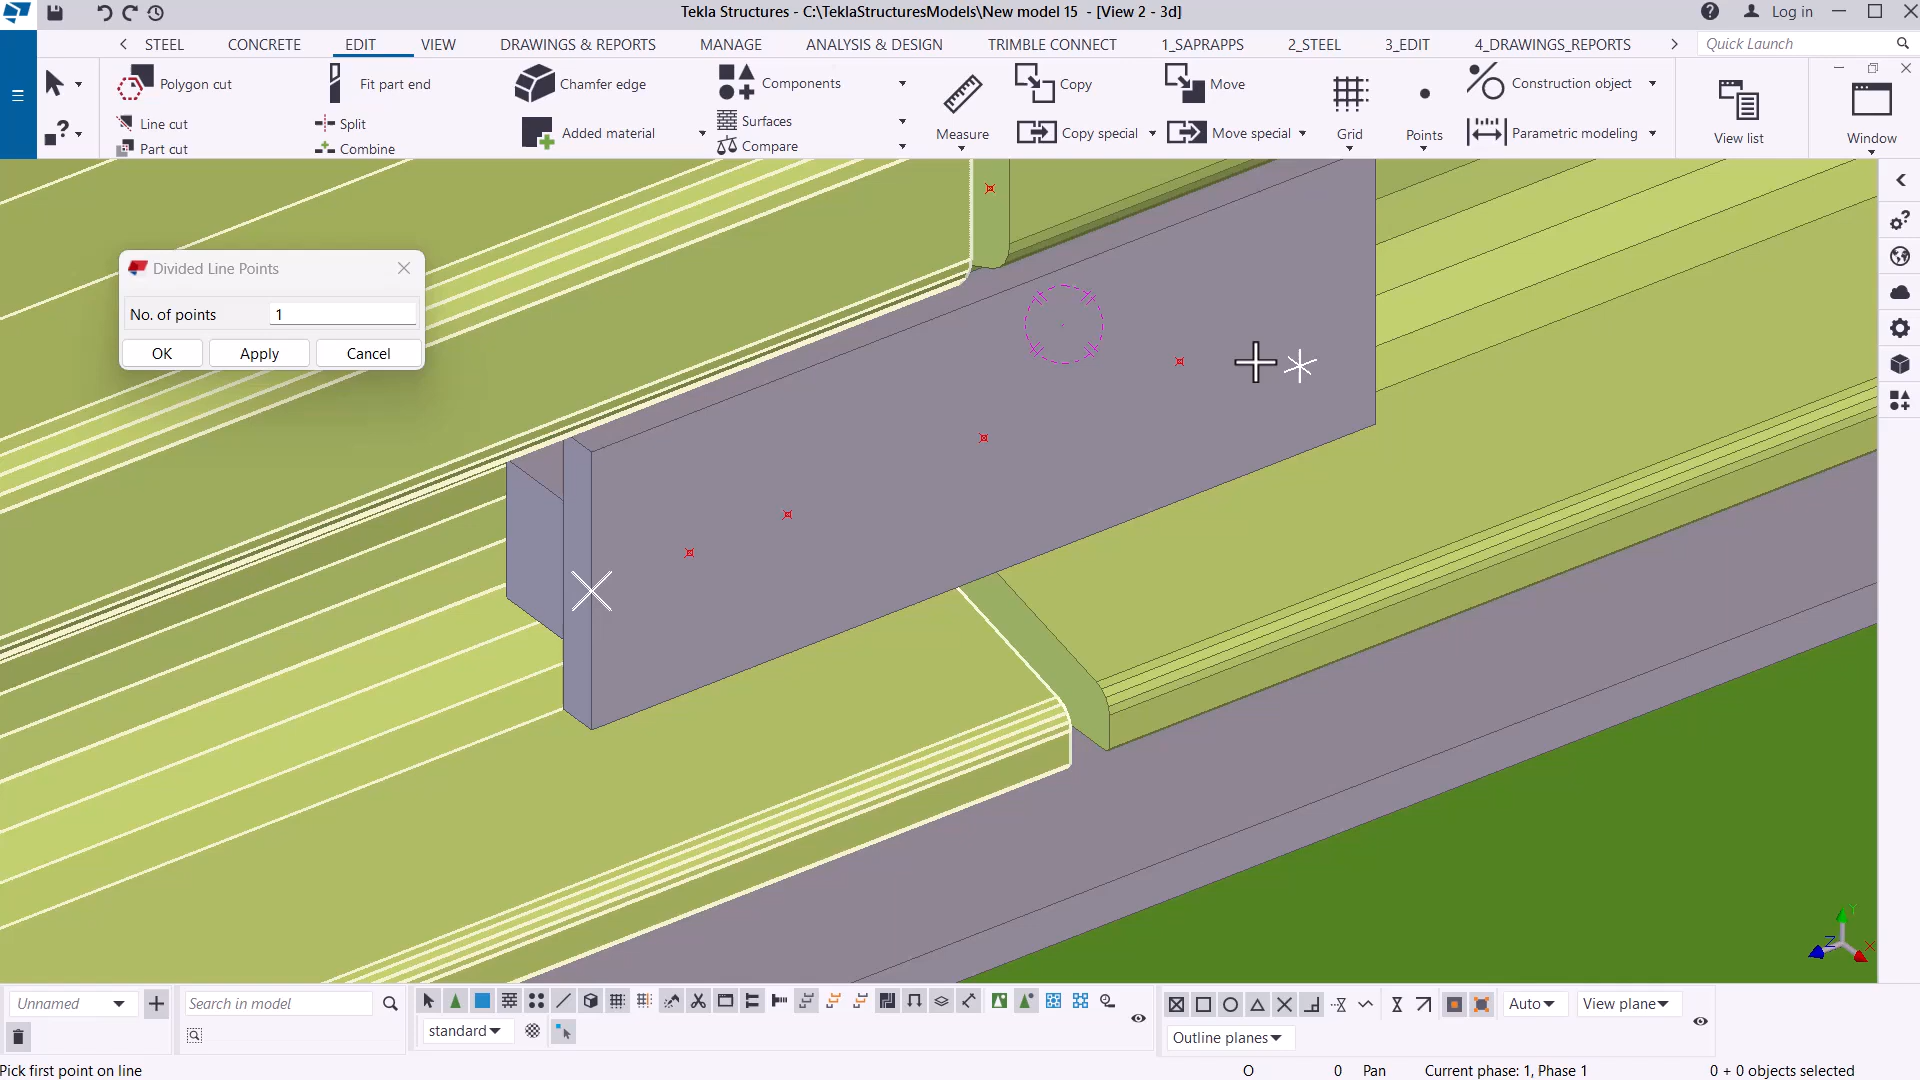 Tekla Structures - C:\TeklaStructuresModels\New model 15 - [View 2 - 3d]
Log in
STEEL CONCRETE EDIT VIEW DRAWINGS & REPORTS MANAGE ANALYSIS & DESIGN TRIMBLE CONNECT 1_SAPRAPPS 2_STEEL 3_EDIT 4_DRAWINGS_REPORTS
Quick Launch
Polygon cut
Fit part end
Chamfer edge
Components
Copy
Move
Construction object
Line cut
Split
Added material
Surfaces
Measure
Copy special
Move special
Grid
Points
Parametric modeling
View list
Window
Part cut
Combine
Compare
Divided Line Points
No. of points 1
OK Apply Cancel
Y
Z
X
Unnamed
Search in model
standard
Auto
View plane
Outline planes
Pick first point on line
O 0 Pan Current phase: 1, Phase 1 0 + 0 objects selected